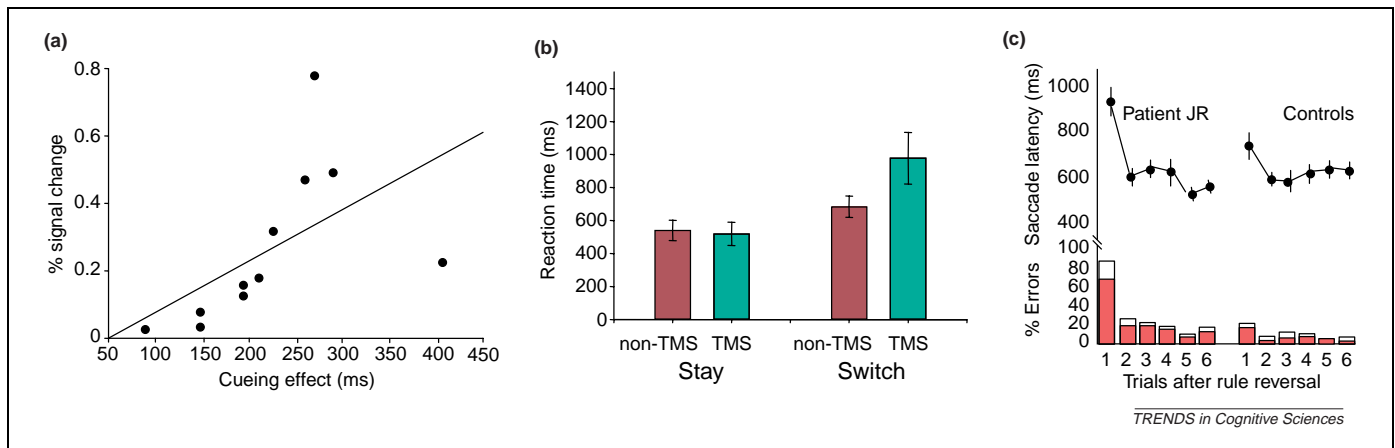 (a)
% signal change
0.8
0.6
0.4
0.2
0
50 100 150 200 250 300 350 400 450
Cueing effect (ms)
(b)
Reaction time (ms)
1400
1200
1000
800
600
400
200
0
non-TMS TMS non-TMS TMS
Stay Switch
(c)
Saccade latency (ms)
1000
800
600
400
Patient JR Controls
% Errors
100
80
60
40
20
0
1 2 3 4 5 6 1 2 3 4 5 6
Trials after rule reversal
TRENDS in Cognitive Sciences